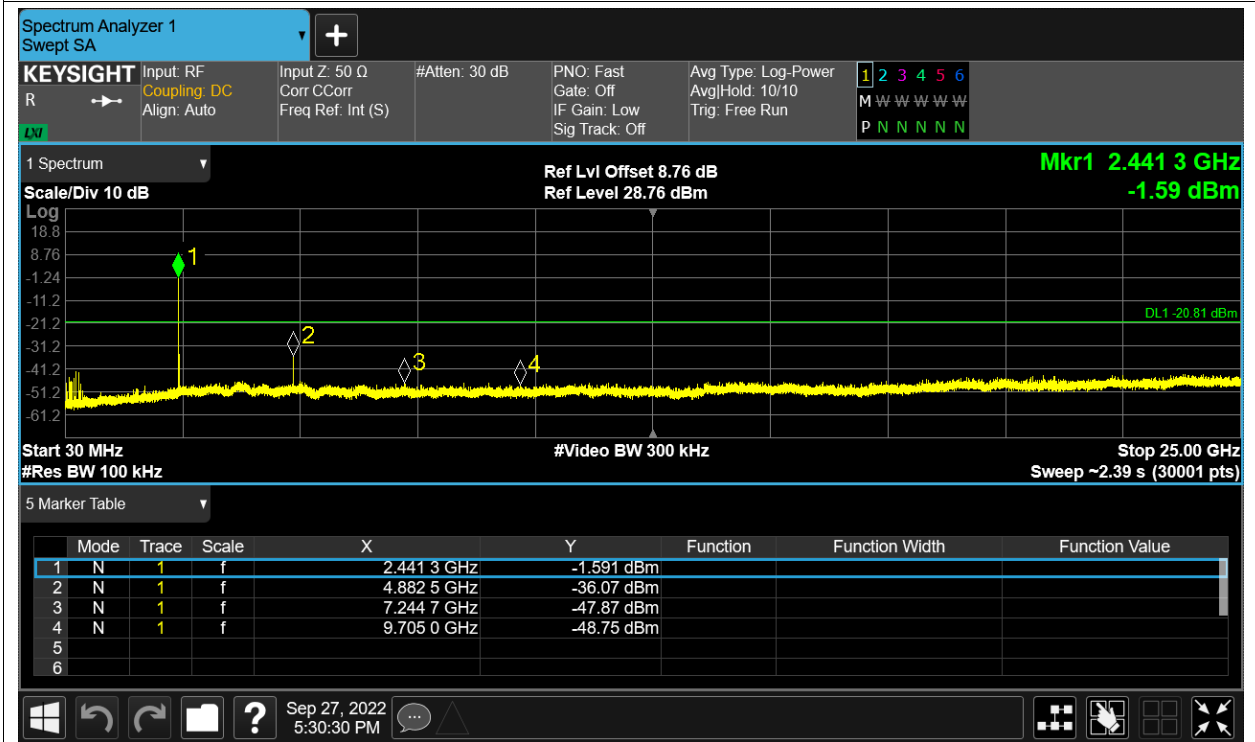 Spectrum Analyzer 1
Swept SA
+
KEYSIGHT Input: RF Input Z: 50 Ω #Atten: 30 dB PNO: Fast Avg Type: Log-Power 1 2 3 4 5 6
R Coupling: DC Corr CCorr Gate: Off Avg|Hold: 10/10 M W W W W W
Align: Auto Freq Ref: Int (S) IF Gain: Low Trig: Free Run
LXI Sig Track: Off P N N N N N
1 Spectrum Ref Lvl Offset 8.76 dB Mkr1 2.441 3 GHz
Scale/Div 10 dB Ref Level 28.76 dBm -1.59 dBm
Log
18.8
8.76 1
-1.24
-11.2
DL1 -20.81 dBm
-21.2
2
-31.2
-41.2 3 4
-51.2
-61.2
Start 30 MHz #Video BW 300 kHz Stop 25.00 GHz
#Res BW 100 kHz Sweep ~2.39 s (30001 pts)
5 Marker Table
Mode Trace Scale X Y Function Function Width Function Value
1 N 1 f 2.441 3 GHz -1.591 dBm
2 N 1 f 4.882 5 GHz -36.07 dBm
3 N 1 f 7.244 7 GHz -47.87 dBm
4 N 1 f 9.705 0 GHz -48.75 dBm
5
6
? Sep 27, 2022
5:30:30 PM